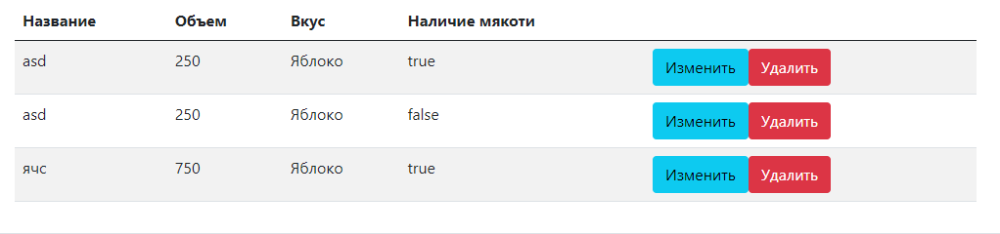 Название Объем Вкус Наличие мякоти
asd 250 Яблоко true Изменить Удалить
asd 250 Яблоко false Изменить Удалить
ячс 750 Яблоко true Изменить Удалить